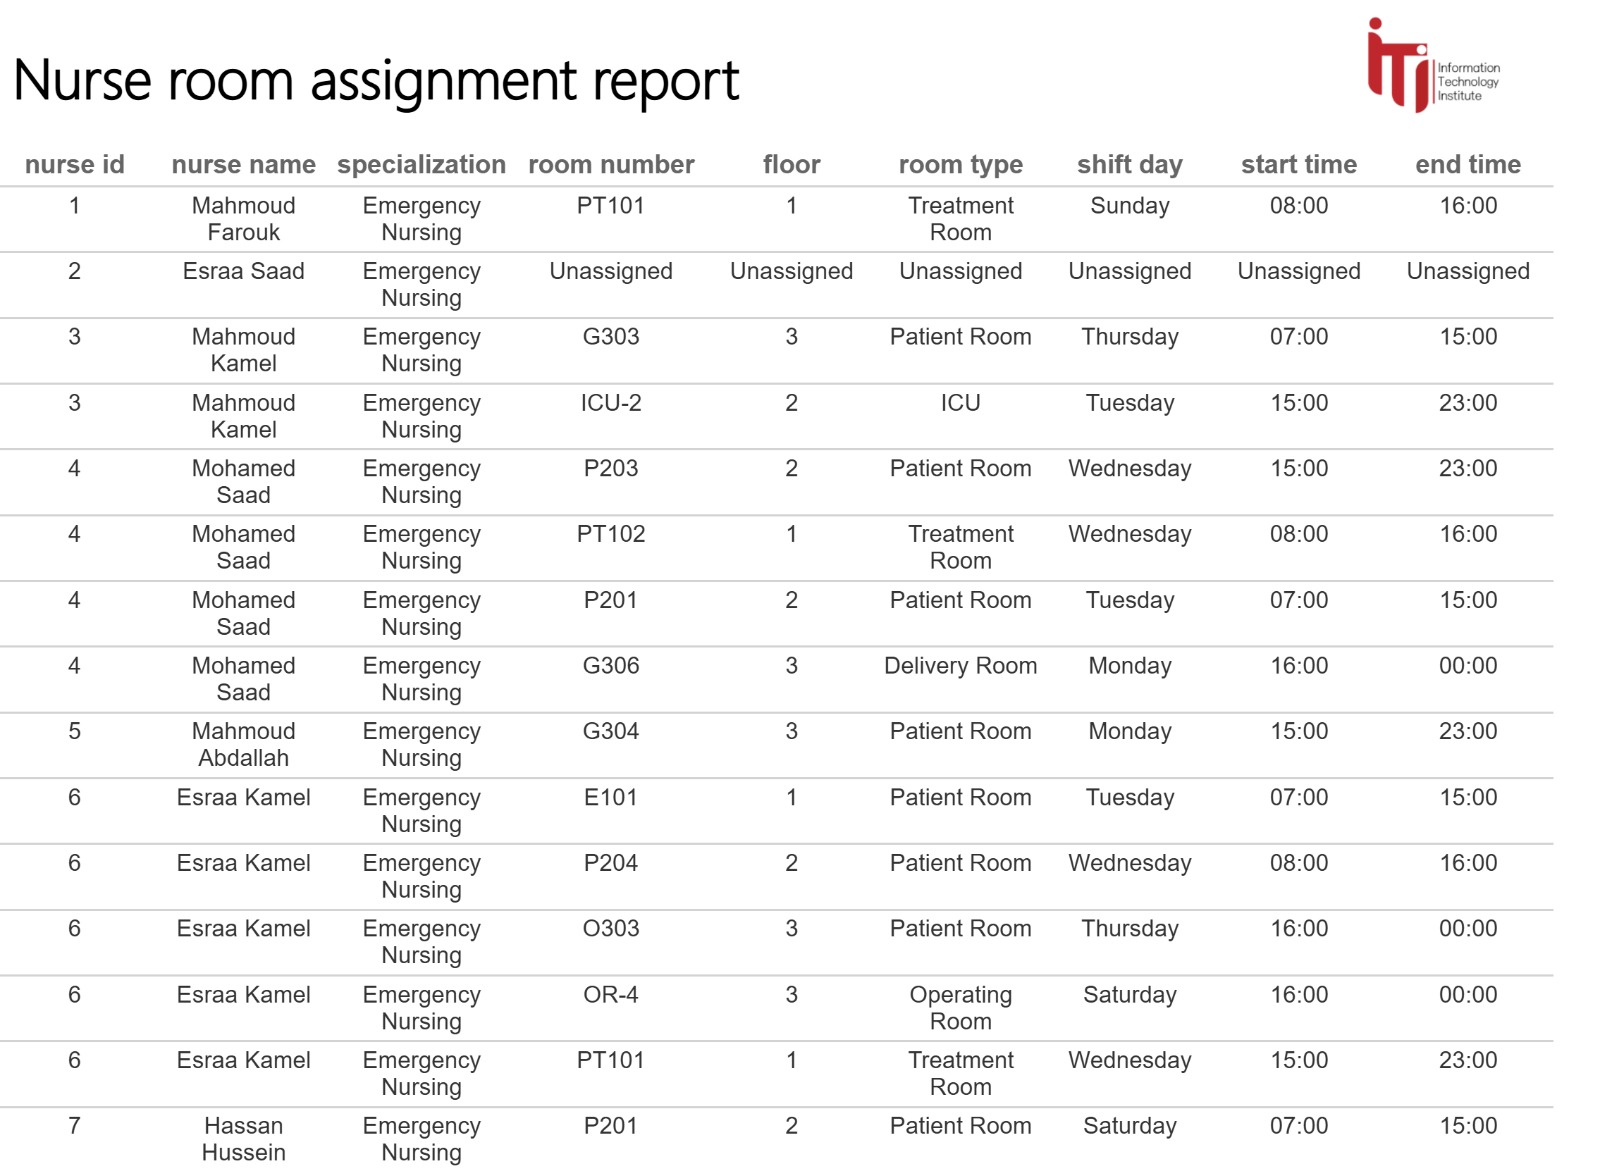 Nurse room assignment report
Information
Technology
Institute
nurse id nurse name specialization room number floor room type shift day start time end time
1 Mahmoud Farouk Emergency Nursing PT101 1 Treatment Room Sunday 08:00 16:00
2 Esraa Saad Emergency Nursing Unassigned Unassigned Unassigned Unassigned Unassigned Unassigned
3 Mahmoud Kamel Emergency Nursing G303 3 Patient Room Thursday 07:00 15:00
3 Mahmoud Kamel Emergency Nursing ICU-2 2 ICU Tuesday 15:00 23:00
4 Mohamed Saad Emergency Nursing P203 2 Patient Room Wednesday 15:00 23:00
4 Mohamed Saad Emergency Nursing PT102 1 Treatment Room Wednesday 08:00 16:00
4 Mohamed Saad Emergency Nursing P201 2 Patient Room Tuesday 07:00 15:00
4 Mohamed Saad Emergency Nursing G306 3 Delivery Room Monday 16:00 00:00
5 Mahmoud Abdallah Emergency Nursing G304 3 Patient Room Monday 15:00 23:00
6 Esraa Kamel Emergency Nursing E101 1 Patient Room Tuesday 07:00 15:00
6 Esraa Kamel Emergency Nursing P204 2 Patient Room Wednesday 08:00 16:00
6 Esraa Kamel Emergency Nursing O303 3 Patient Room Thursday 16:00 00:00
6 Esraa Kamel Emergency Nursing OR-4 3 Operating Room Saturday 16:00 00:00
6 Esraa Kamel Emergency Nursing PT101 1 Treatment Room Wednesday 15:00 23:00
7 Hassan Hussein Emergency Nursing P201 2 Patient Room Saturday 07:00 15:00